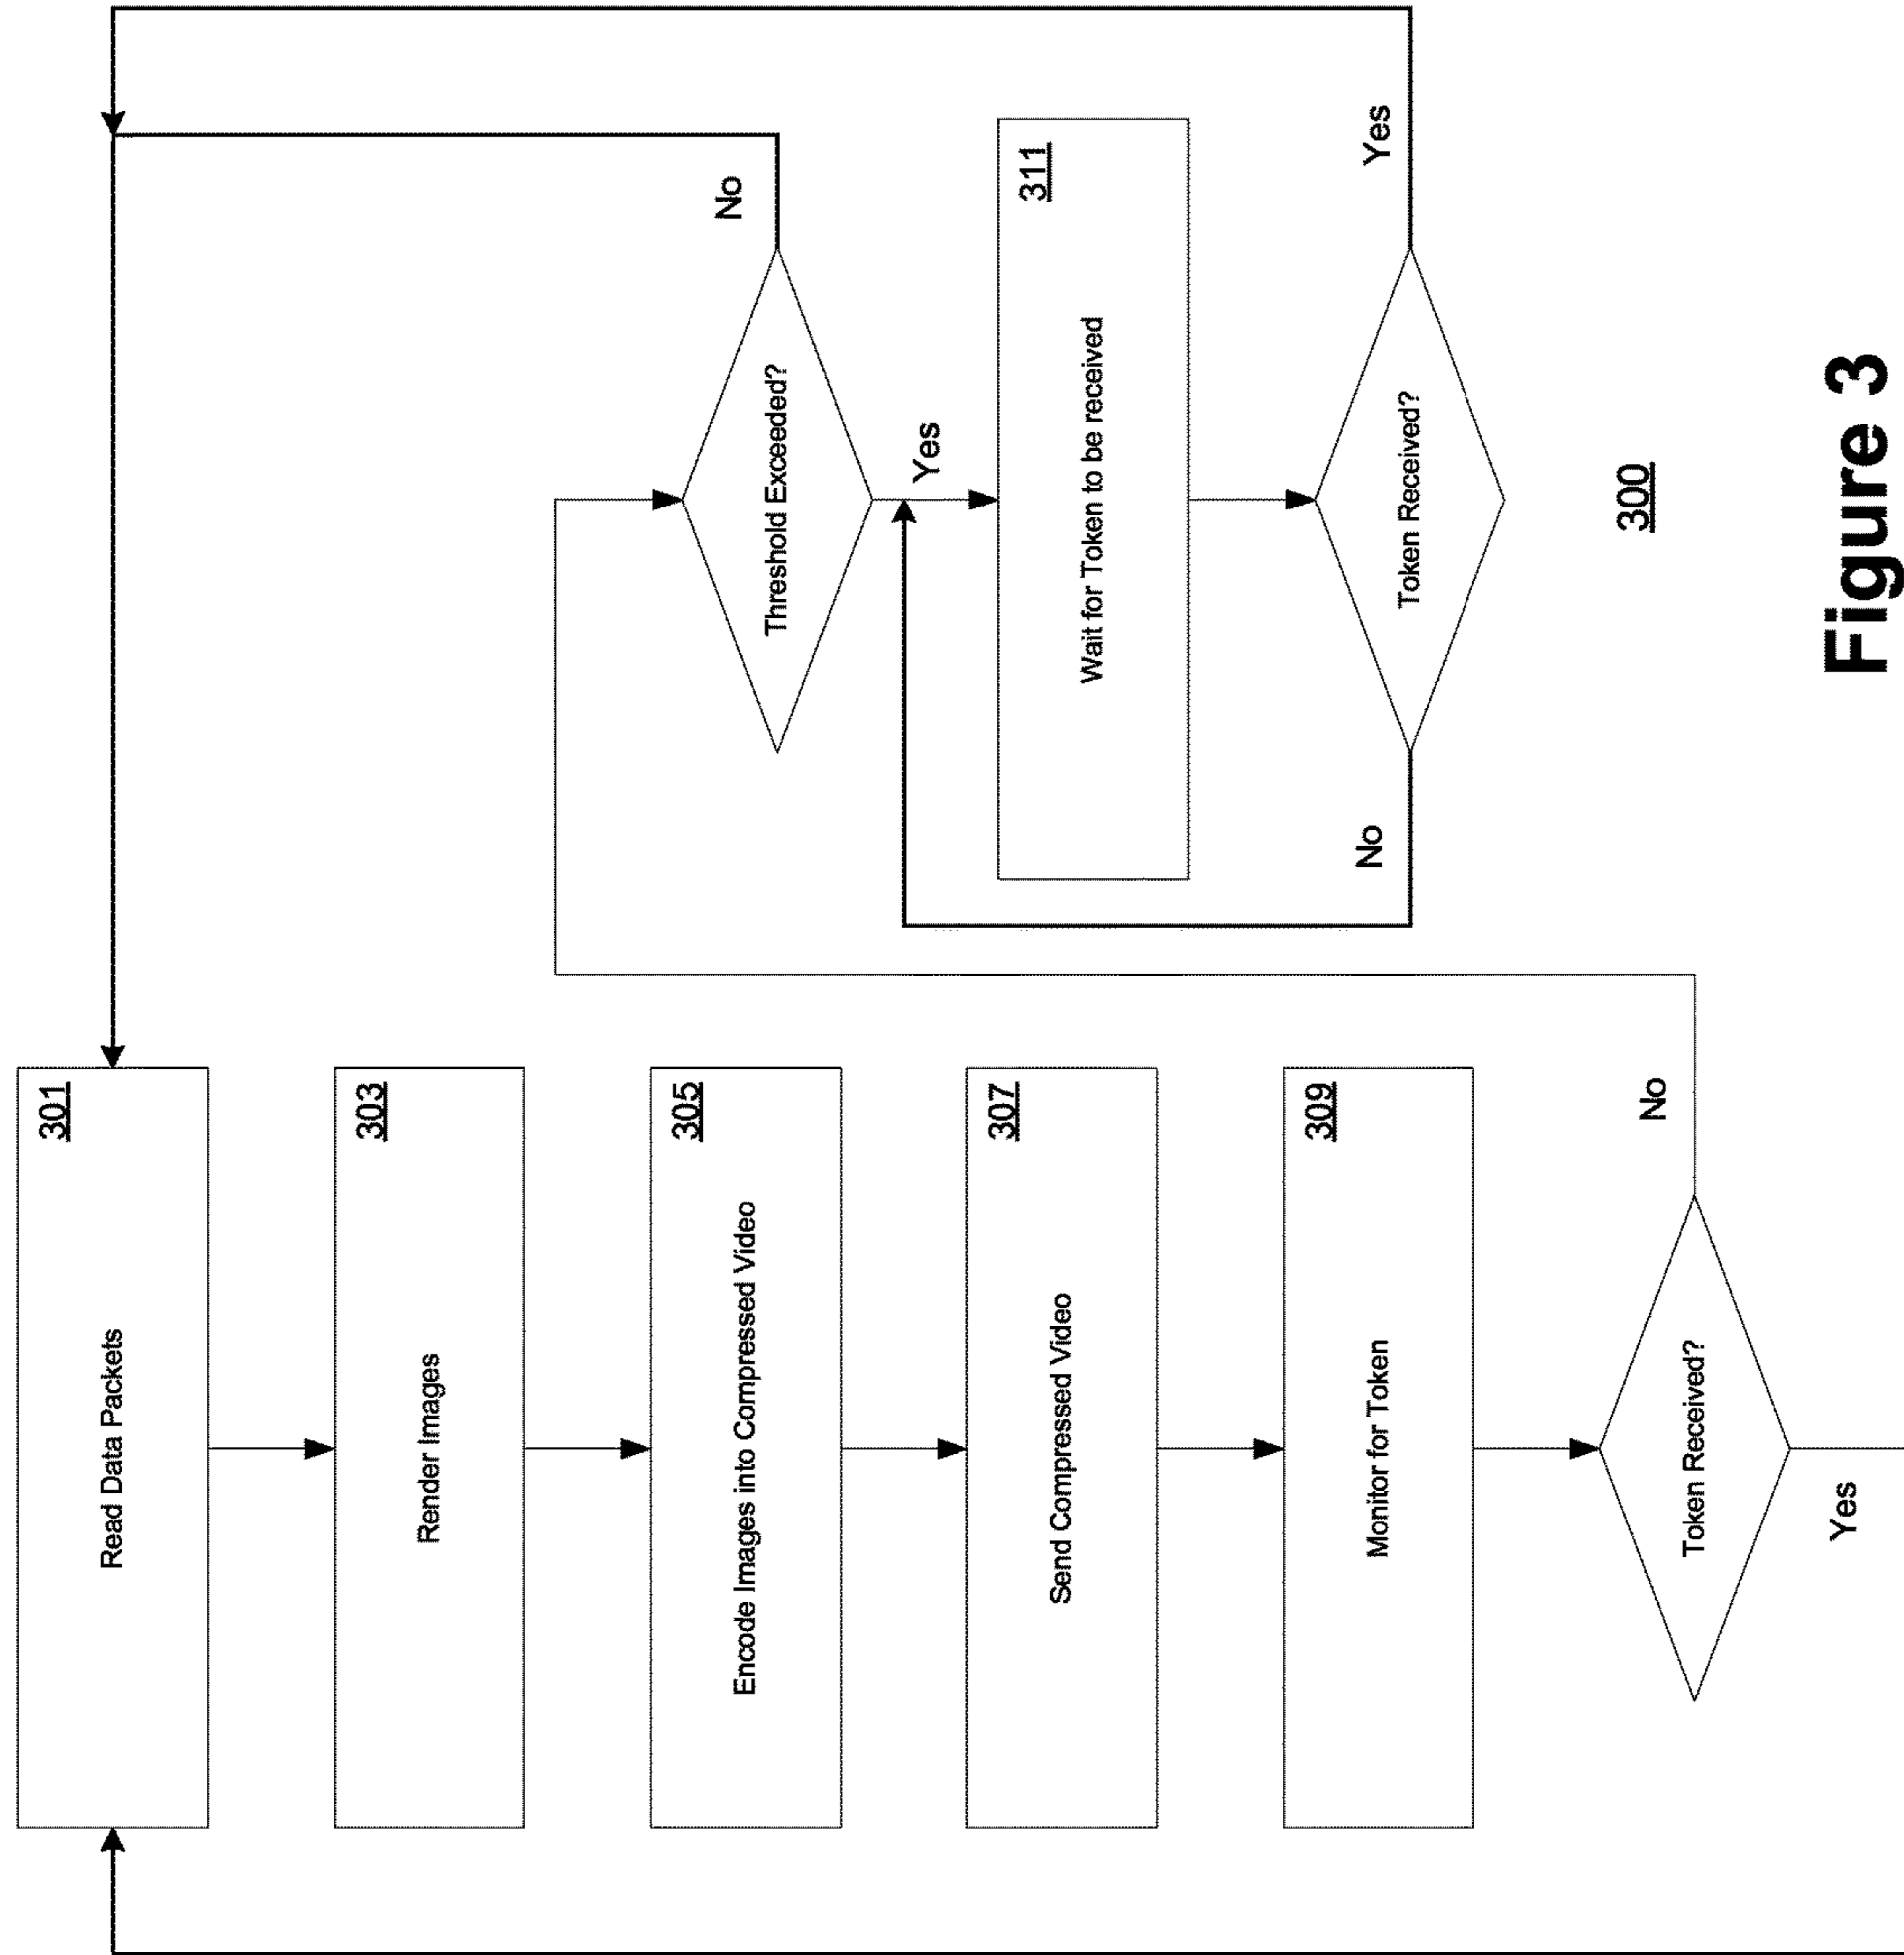 301
Read Data Packets
303
Render Images
305
Encode Images into Compressed Video
307
Send Compressed Video
309
Monitor for Token
Token Received?
No
Yes
Threshold Exceeded?
No
Yes
311
Wait for Token to be received
Token Received?
No
Yes
300
Figure 3